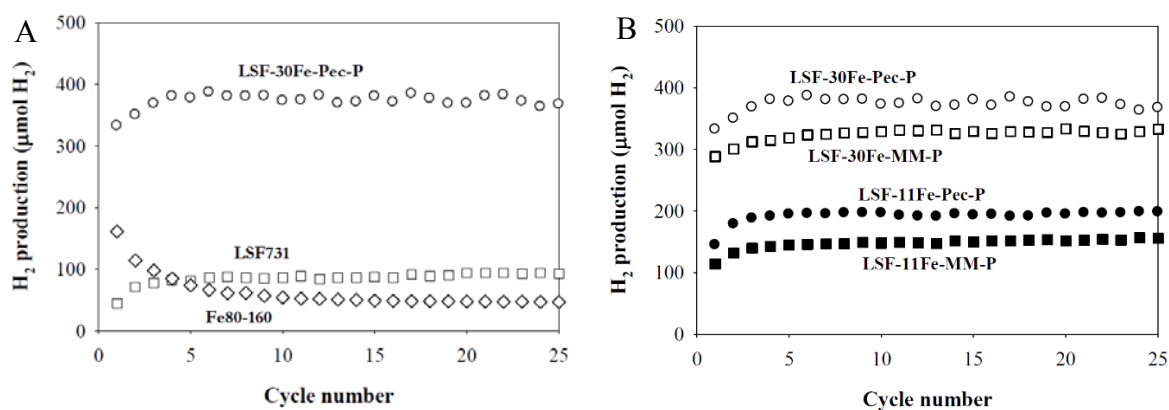 A
H₂ production (μmol H₂)
500
400
300
200
100
0
LSF-30Fe-Pec-P
LSF731
Fe80-160
0 5 10 15 20 25
Cycle number
B
H₂ production (μmol H₂)
500
400
300
200
100
0
LSF-30Fe-Pec-P
LSF-30Fe-MM-P
LSF-11Fe-Pec-P
LSF-11Fe-MM-P
0 5 10 15 20 25
Cycle number